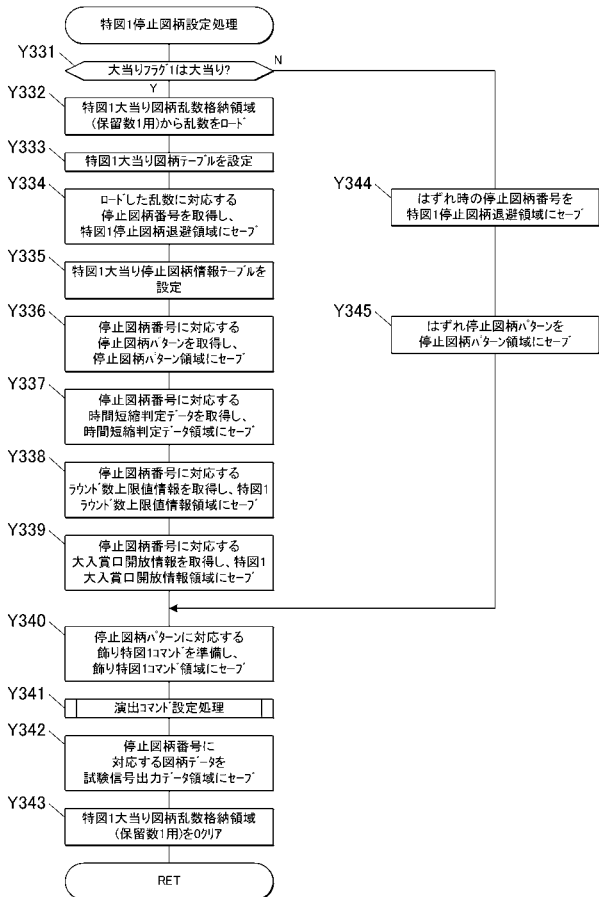 特図1停止図柄設定処理
Y331
大当りフラグ1は大当り?
N
Y
Y332
特図1大当り図柄乱数格納領域
(保留数1用)から乱数をロード
Y333
特図1大当り図柄テーブルを設定
Y334
ロードした乱数に対応する
停止図柄番号を取得し、
特図1停止図柄退避領域にセーブ
Y335
特図1大当り停止図柄情報テーブルを
設定
Y336
停止図柄番号に対応する
停止図柄パターンを取得し、
停止図柄パターン領域にセーブ
Y337
停止図柄番号に対応する
時間短縮判定データを取得し、
時間短縮判定データ領域にセーブ
Y338
停止図柄番号に対応する
ラウンド数上限値情報を取得し、特図1
ラウンド数上限値情報領域にセーブ
Y339
停止図柄番号に対応する
大入賞口開放情報を取得し、特図1
大入賞口開放情報領域にセーブ
Y344
はずれ時の停止図柄番号を
特図1停止図柄退避領域にセーブ
Y345
はずれ停止図柄パターンを
停止図柄パターン領域にセーブ
Y340
停止図柄パターンに対応する
飾り特図1コマンドを準備し、
飾り特図1コマンド領域にセーブ
Y341
演出コマンド設定処理
Y342
停止図柄番号に
対応する図柄データを
試験信号出力データ領域にセーブ
Y343
特図1大当り図柄乱数格納領域
(保留数1用)を0クリア
RET